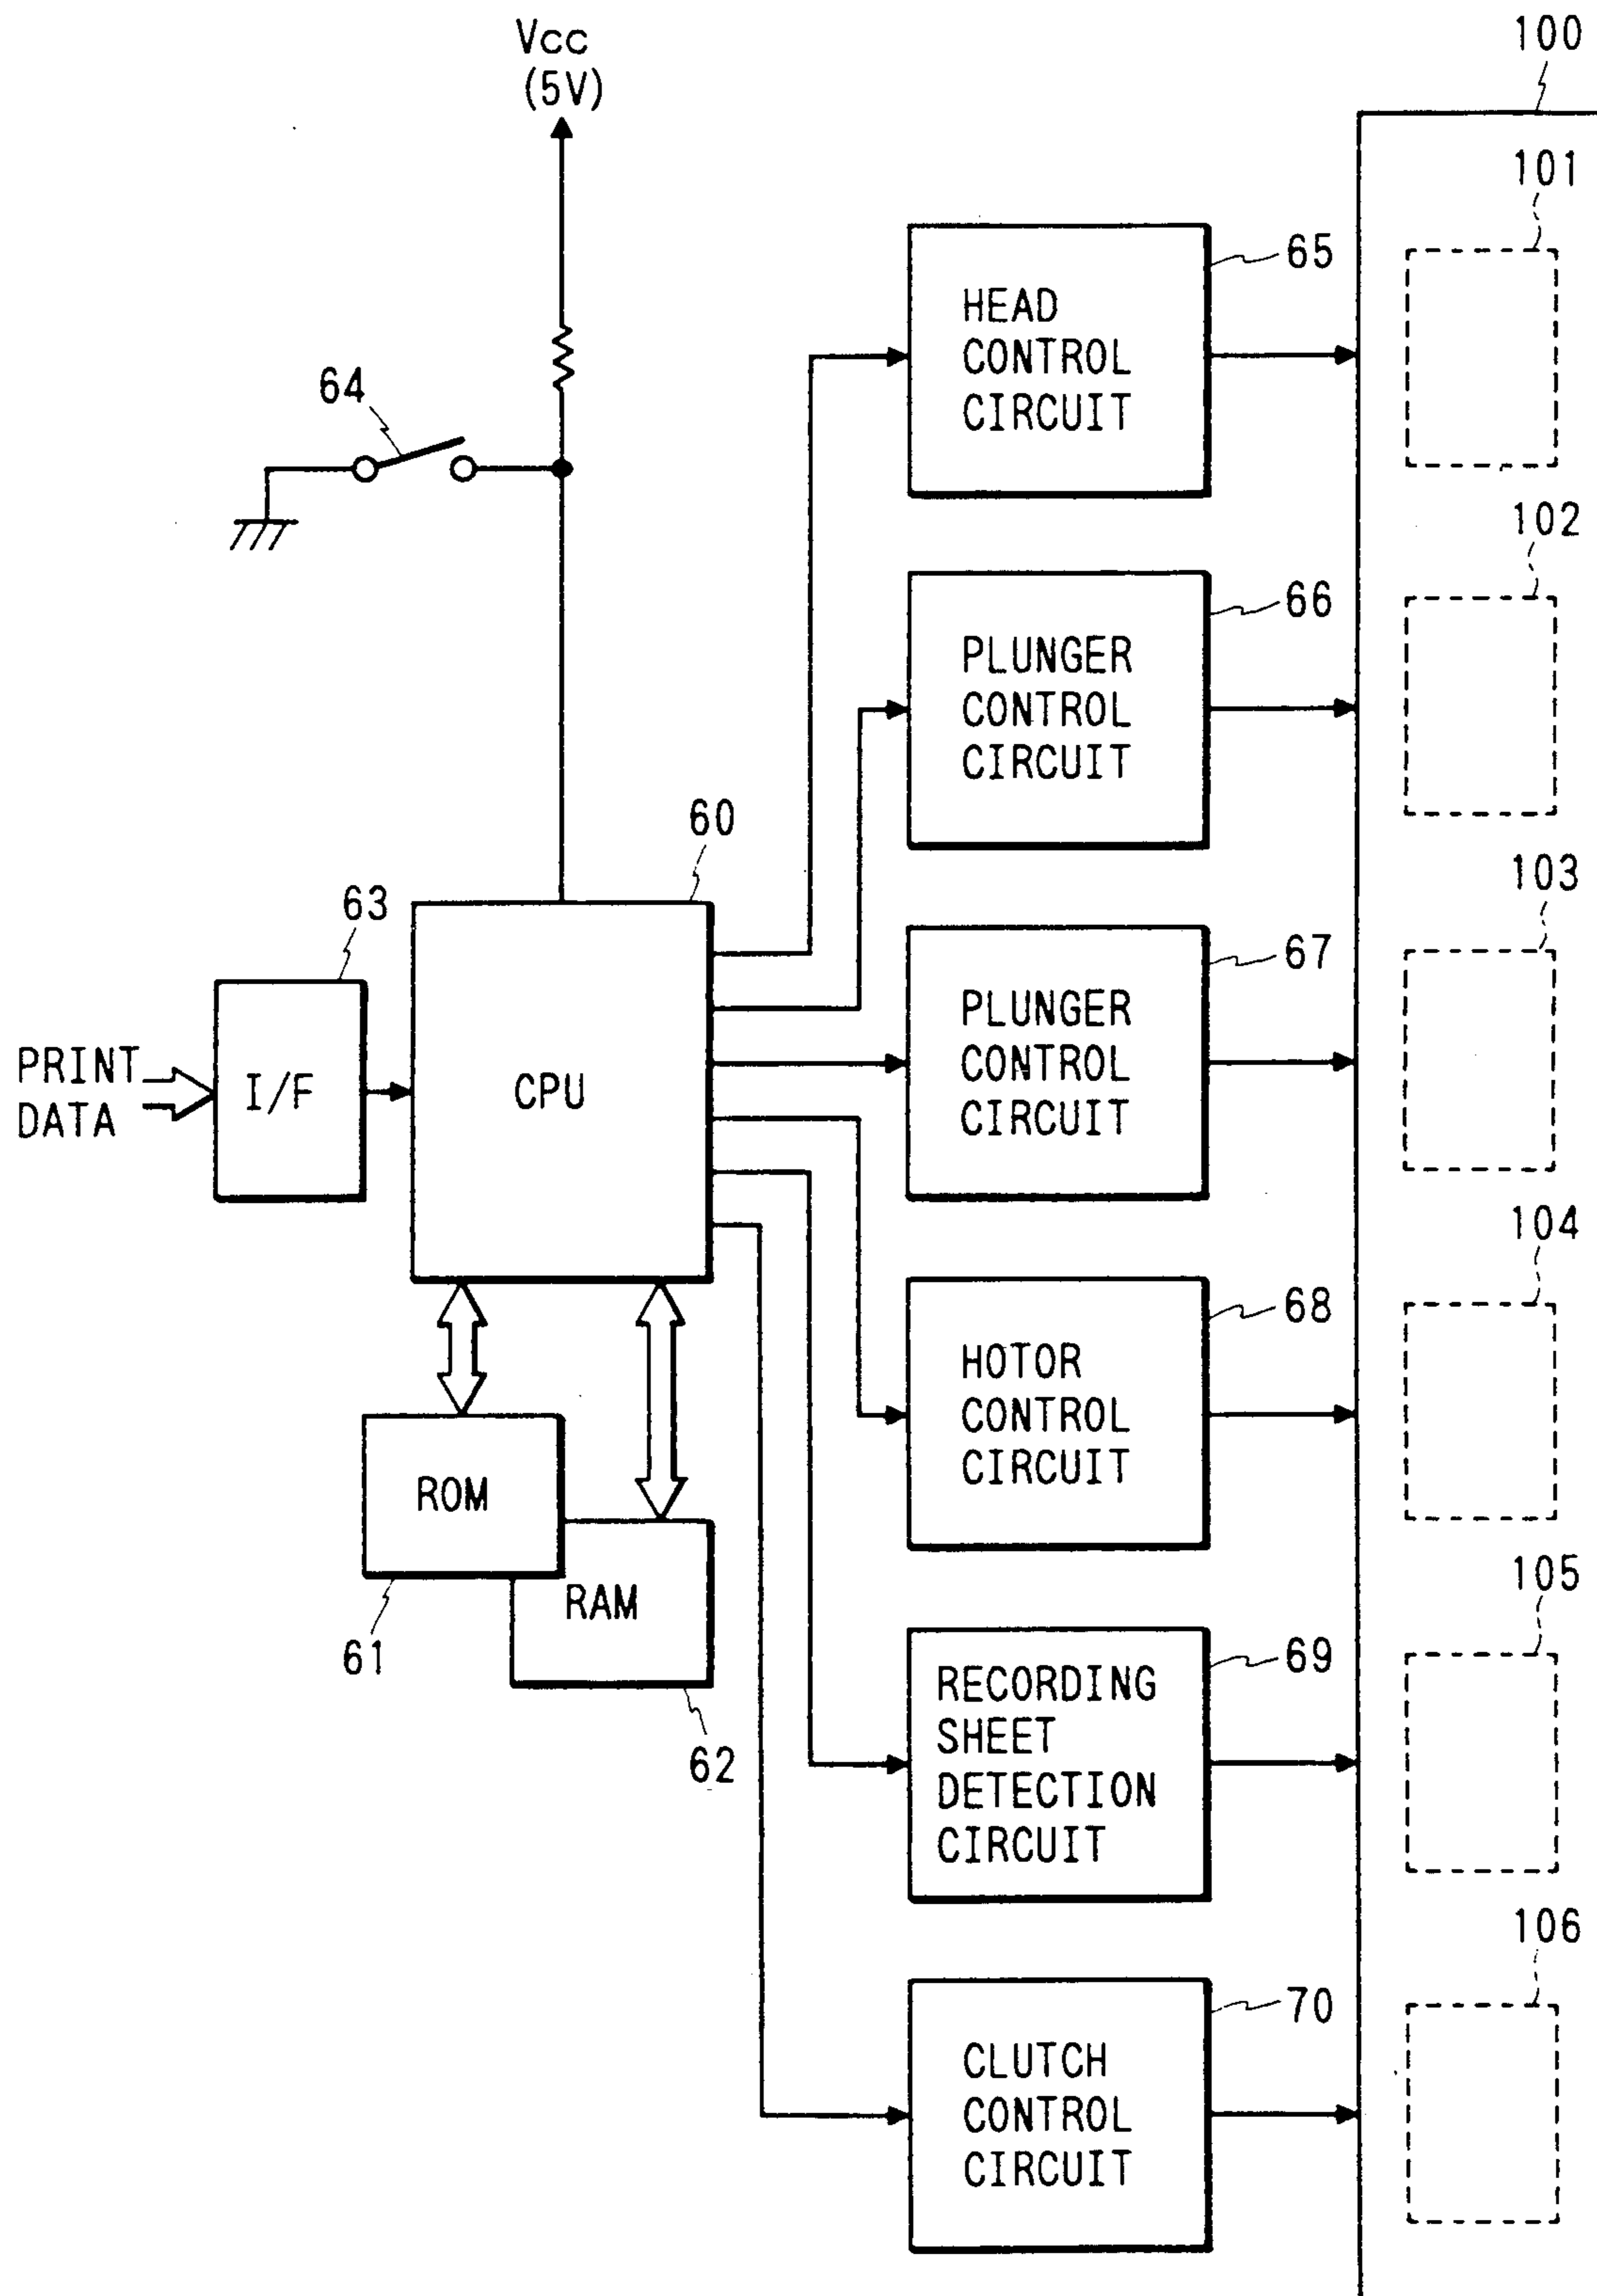 Vcc
(5V)
100
101
65
HEAD
CONTROL
CIRCUIT
64
102
66
PLUNGER
CONTROL
CIRCUIT
60
103
63
67
PLUNGER
CONTROL
CIRCUIT
PRINT
DATA
I/F
CPU
104
68
HOTOR
CONTROL
CIRCUIT
ROM
RAM
61
62
105
69
RECORDING
SHEET
DETECTION
CIRCUIT
106
70
CLUTCH
CONTROL
CIRCUIT